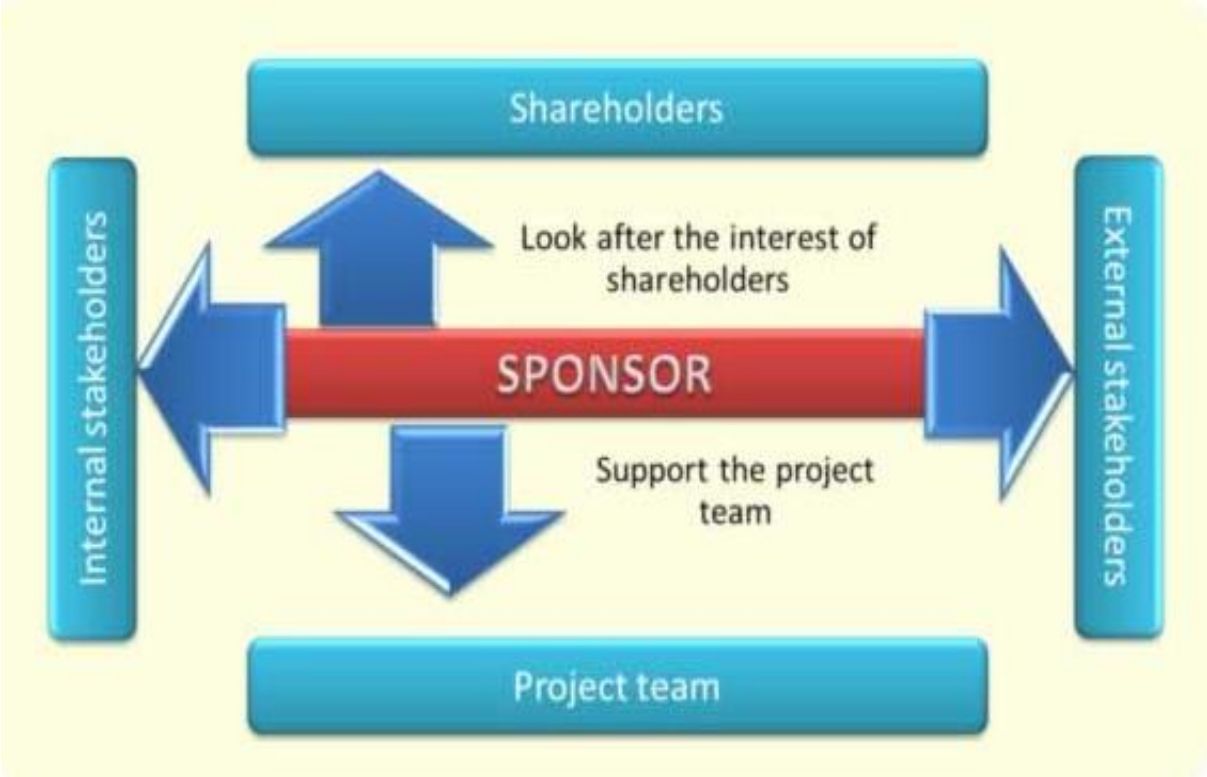 Shareholders
Internal stakeholders
External stakeholders
Look after the interest of
shareholders
SPONSOR
Support the project
team
Project team